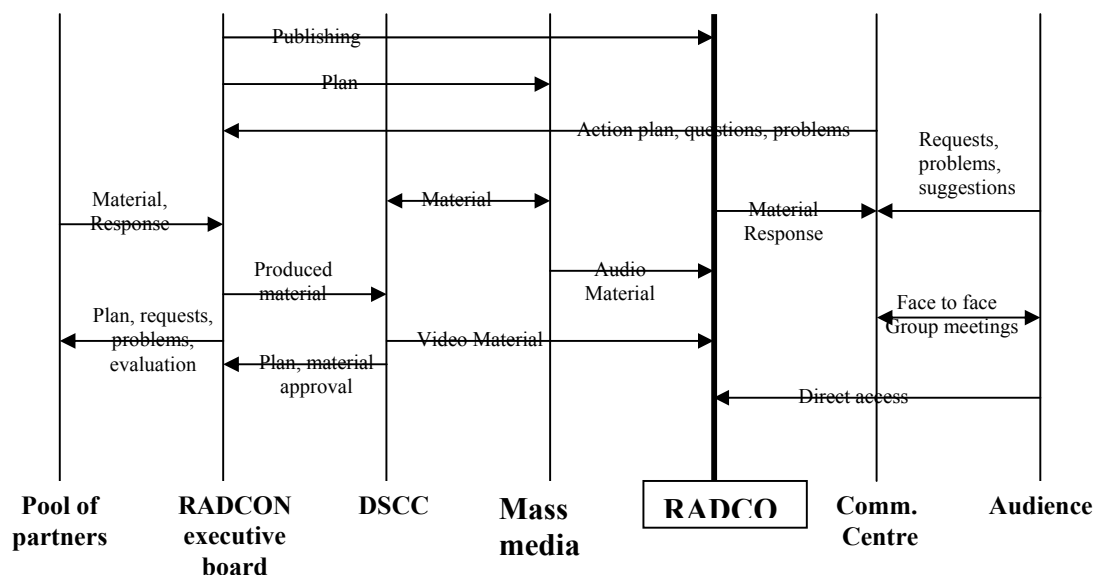 Publishing
Plan
Action plan, questions, problems
Requests,
problems,
suggestions
Material,
Response
Material
Material
Response
Produced
material
Audio
Material
Face to face
Group meetings
Plan, requests,
problems,
evaluation
Video Material
Plan, material
approval
Direct access
Pool of
partners
RADCON
executive
board
DSCC
Mass
media
RADCO
Comm.
Centre
Audience